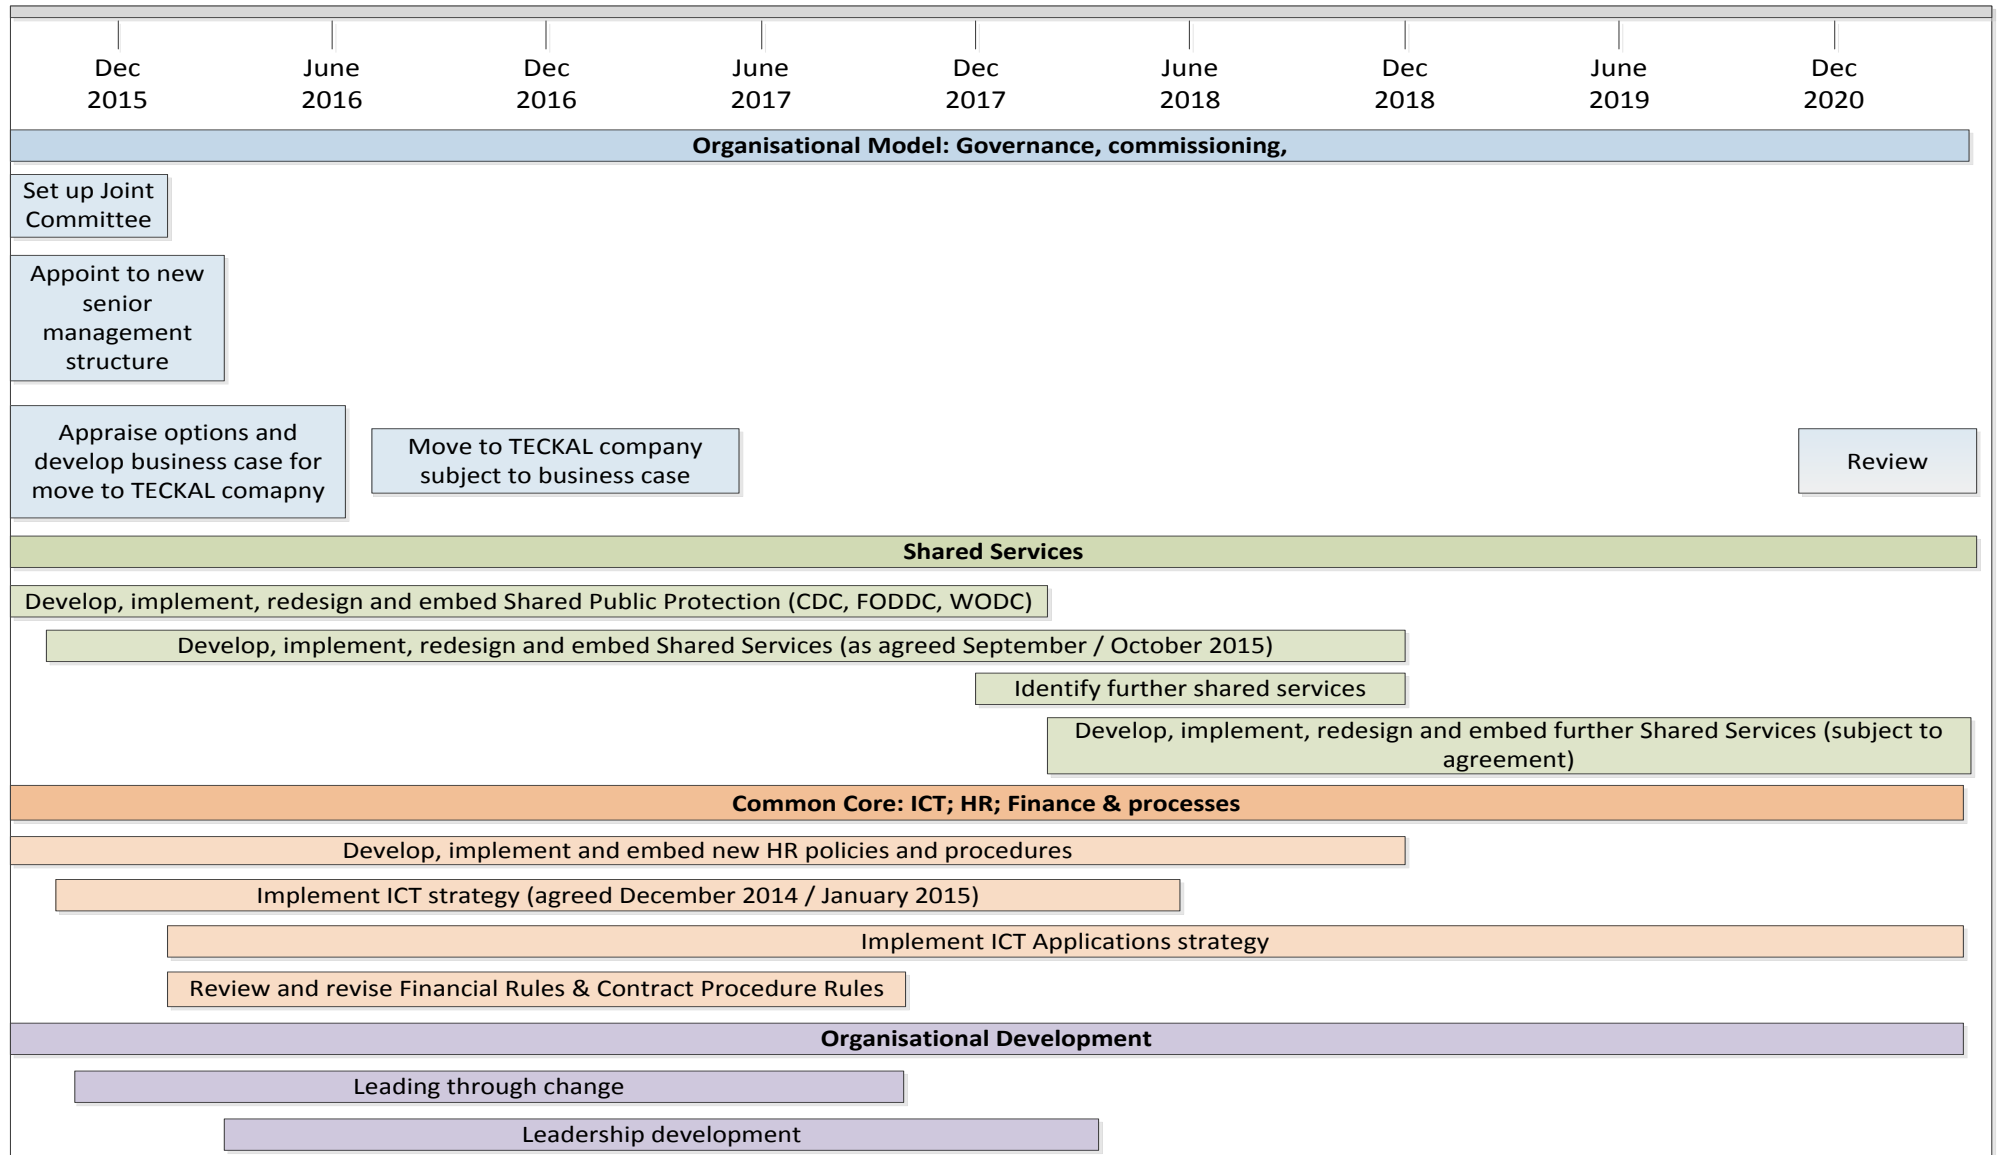 Dec June Dec June Dec June Dec June Dec
2015 2016 2016 2017 2017 2018 2018 2019 2020
Organisational Model: Governance, commissioning,
Set up Joint
Committee
Appoint to new
senior
management
structure
Appraise options and
develop business case for
move to TECKAL comapny
Move to TECKAL company
subject to business case
Review
Shared Services
Develop, implement, redesign and embed Shared Public Protection (CDC, FODDC, WODC)
Develop, implement, redesign and embed Shared Services (as agreed September / October 2015)
Identify further shared services
Develop, implement, redesign and embed further Shared Services (subject to
agreement)
Common Core: ICT; HR; Finance & processes
Develop, implement and embed new HR policies and procedures
Implement ICT strategy (agreed December 2014 / January 2015)
Implement ICT Applications strategy
Review and revise Financial Rules & Contract Procedure Rules
Organisational Development
Leading through change
Leadership development